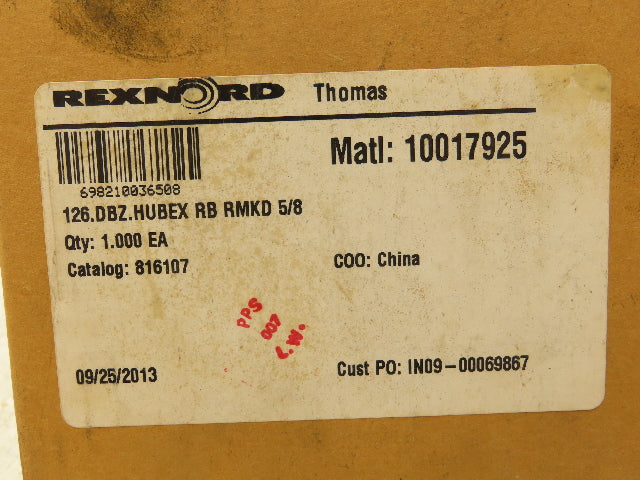 REXNORD Thomas
Matl: 10017925
698210036508
126.DBZ.HUBEX RB RMKD 5/8
Qty: 1.000 EA
Catalog: 816107
COO: China
PPS
007
L.W.
09/25/2013
Cust PO: IN09-00069867